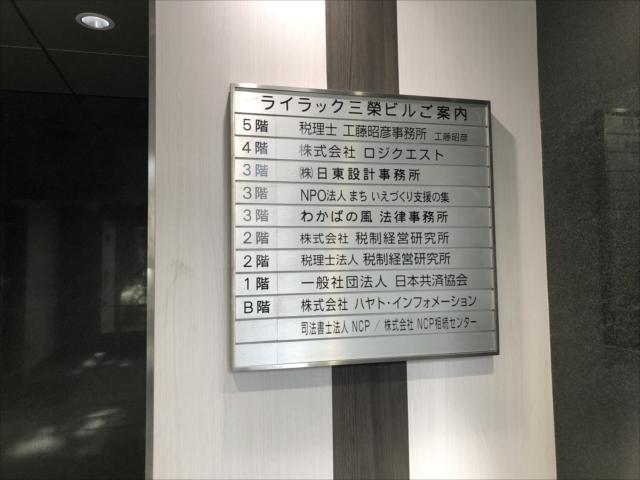 ライラック三榮ビルご案内
5階 税理士 工藤昭彦事務所 工藤昭彦
4階 株式会社 ロジクエスト
3階 ㈱日東設計事務所
3階 NPO法人 まち いえづくり支援の集
3階 わかばの風 法律事務所
2階 株式会社 税制経営研究所
2階 税理士法人 税制経営研究所
1階 一般社団法人 日本共済協会
B階 株式会社 ハヤト・インフォメーション
司法書士法人 NCP / 株式会社 NCP相続センター